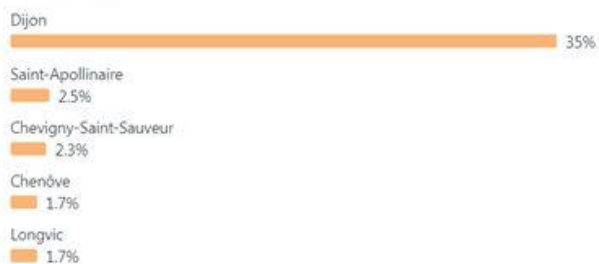 Dijon
35%
Saint-Apollinaire
2.5%
Chevigny-Saint-Sauveur
2.3%
Chenôve
1.7%
Longvic
1.7%